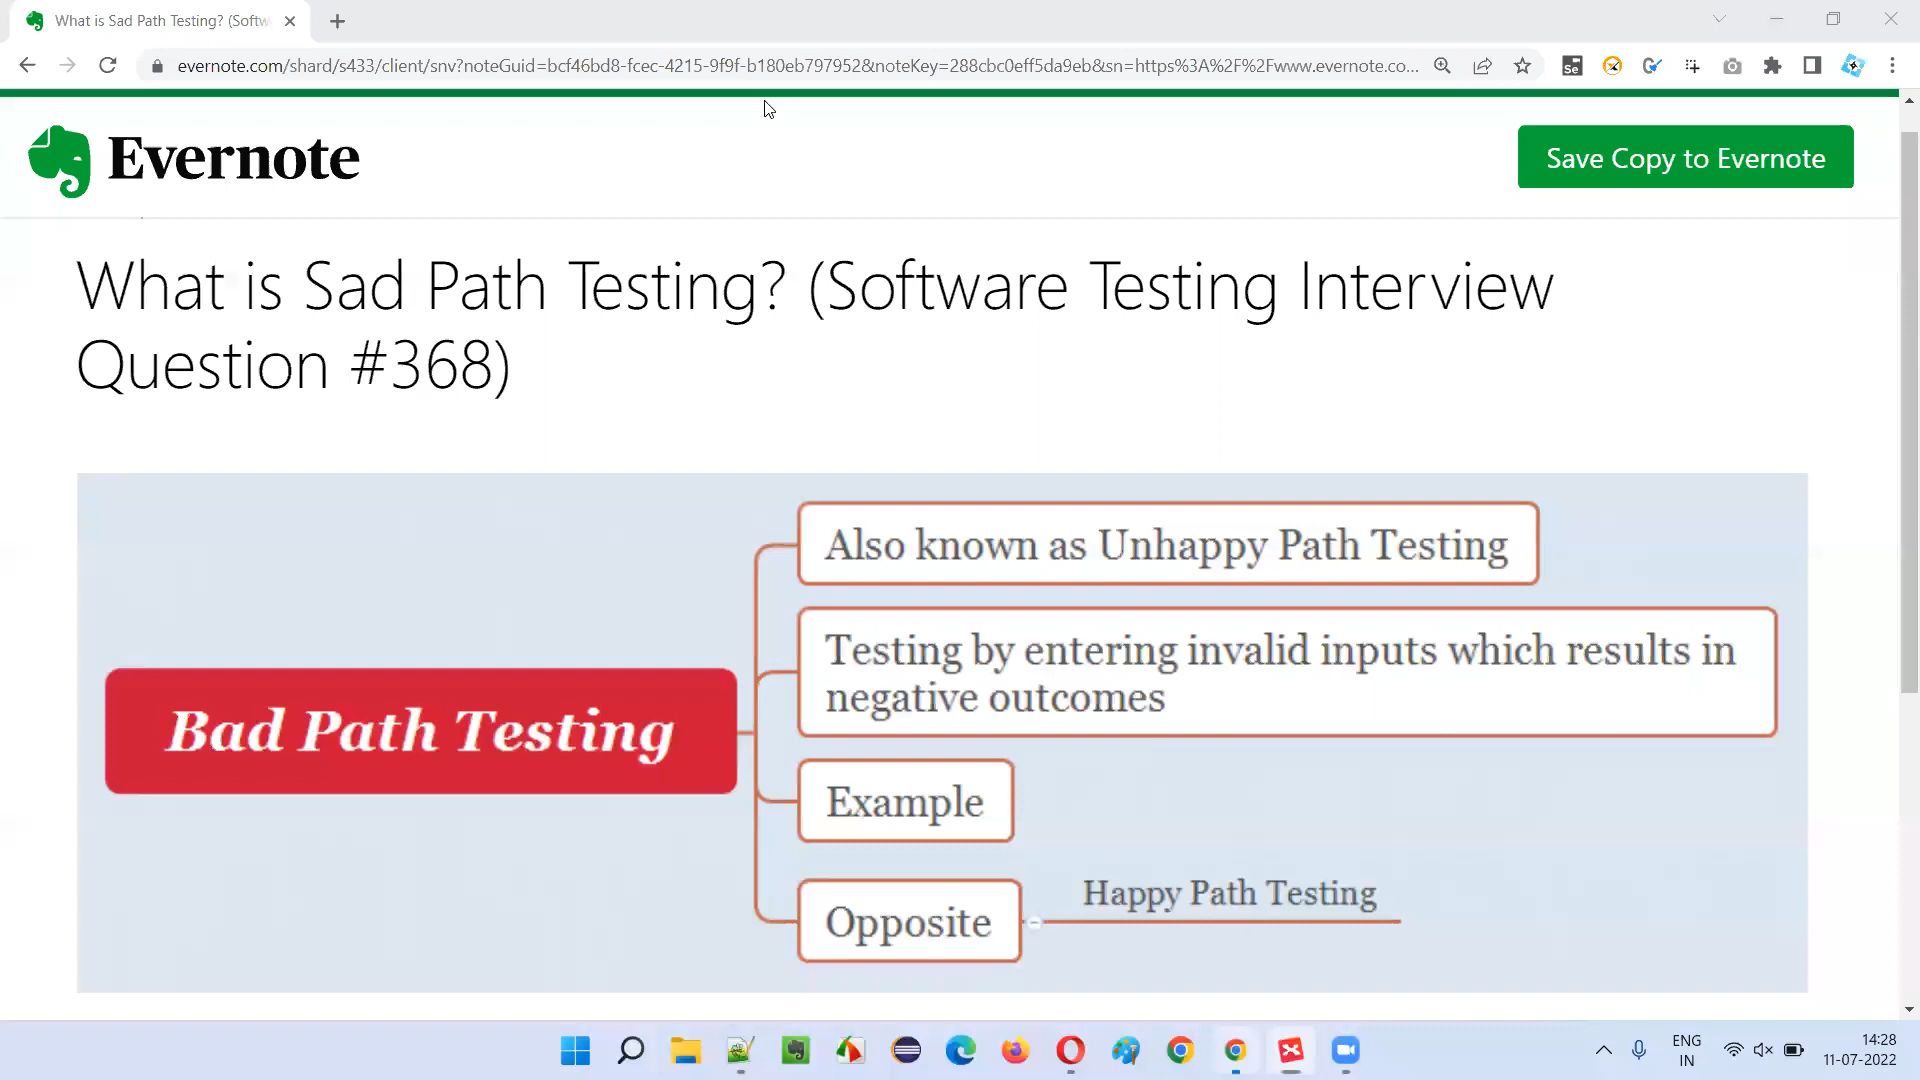 What is Sad Path Testing? (Softw
evernote.com/shard/s433/client/snv?noteGuid=bcf46bd8-fcec-4215-9f9f-b180eb797952&noteKey=288cbc0eff5da9eb&sn=https%3A%2F%2Fwww.evernote.co...
Se
Evernote
Save Copy to Evernote
What is Sad Path Testing? (Software Testing Interview
Question #368)
Also known as Unhappy Path Testing
Testing by entering invalid inputs which results in
negative outcomes
Bad Path Testing
Example
Happy Path Testing
Opposite
ENG
IN
14:28
11-07-2022